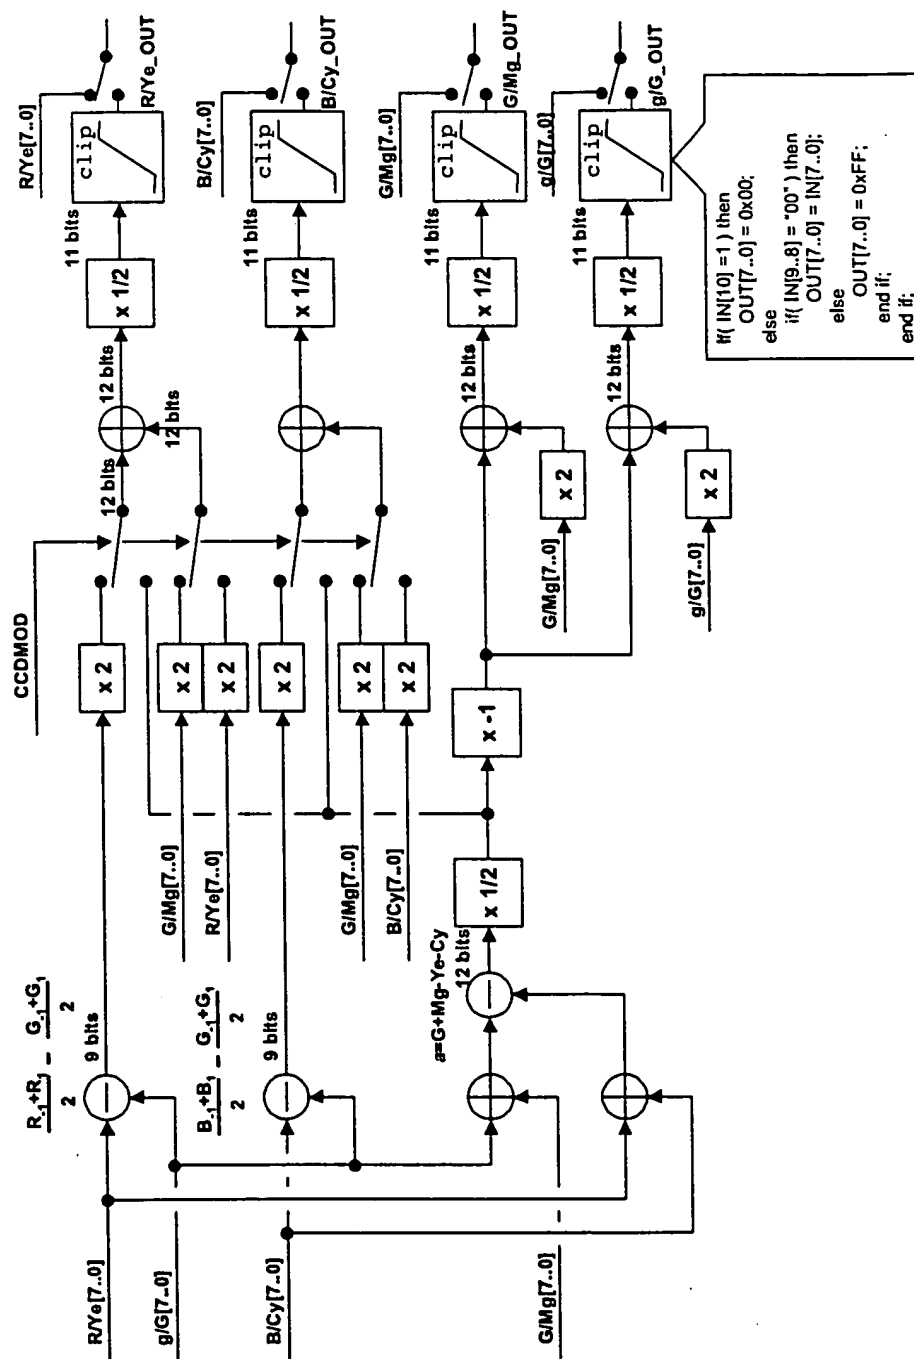 R/Ye[7..0]
R/Ye_OUT
clip
11 bits
x 1/2
12 bits
12 bits
12 bits
B/Cy[7..0]
B/Cy_OUT
clip
11 bits
x 1/2
G/Mg[7..0]
G/Mg_OUT
clip
11 bits
x 1/2
12 bits
g/G[7..0]
g/G_OUT
clip
11 bits
x 1/2
12 bits
If( IN[10] =1 ) then
OUT[7..0] = 0x00;
else
if( IN[9..8] = "00" ) then
OUT[7..0] = IN[7..0];
else
OUT[7..0] = 0xFF;
end if;
end if;
CCDMOD
x 2
x 2
x 2
x 2
x 2
x 2
G/Mg[7..0]
R/Ye[7..0]
G/Mg[7..0]
B/Cy[7..0]
x 2
G/Mg[7..0]
x 2
g/G[7..0]
x -1
x 1/2
12 bits
a=G+Mg-Ye-Cy
R-1+R1 / 2 - G-1+G1 / 2
9 bits
B-1+B1 / 2 - G-1+G1 / 2
9 bits
R/Ye[7..0]
g/G[7..0]
B/Cy[7..0]
G/Mg[7..0]